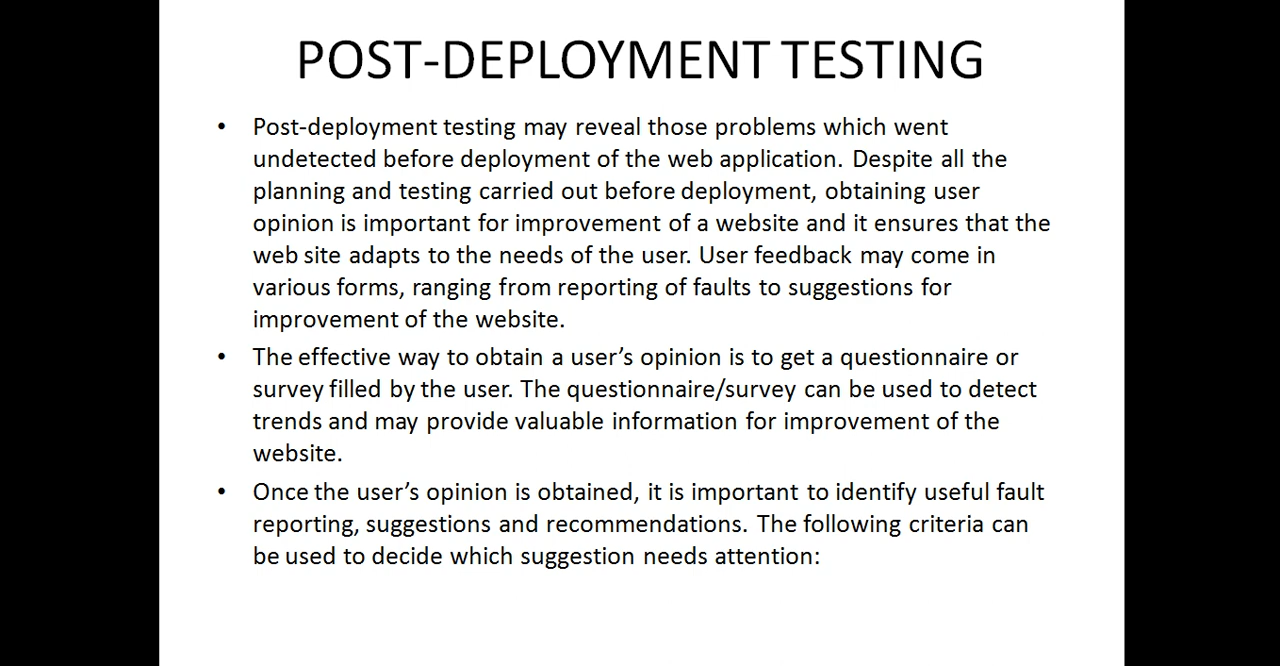 POST-DEPLOYMENT TESTING
• Post-deployment testing may reveal those problems which went
undetected before deployment of the web application. Despite all the
planning and testing carried out before deployment, obtaining user
opinion is important for improvement of a website and it ensures that the
web site adapts to the needs of the user. User feedback may come in
various forms, ranging from reporting of faults to suggestions for
improvement of the website.
• The effective way to obtain a user’s opinion is to get a questionnaire or
survey filled by the user. The questionnaire/survey can be used to detect
trends and may provide valuable information for improvement of the
website.
• Once the user’s opinion is obtained, it is important to identify useful fault
reporting, suggestions and recommendations. The following criteria can
be used to decide which suggestion needs attention: